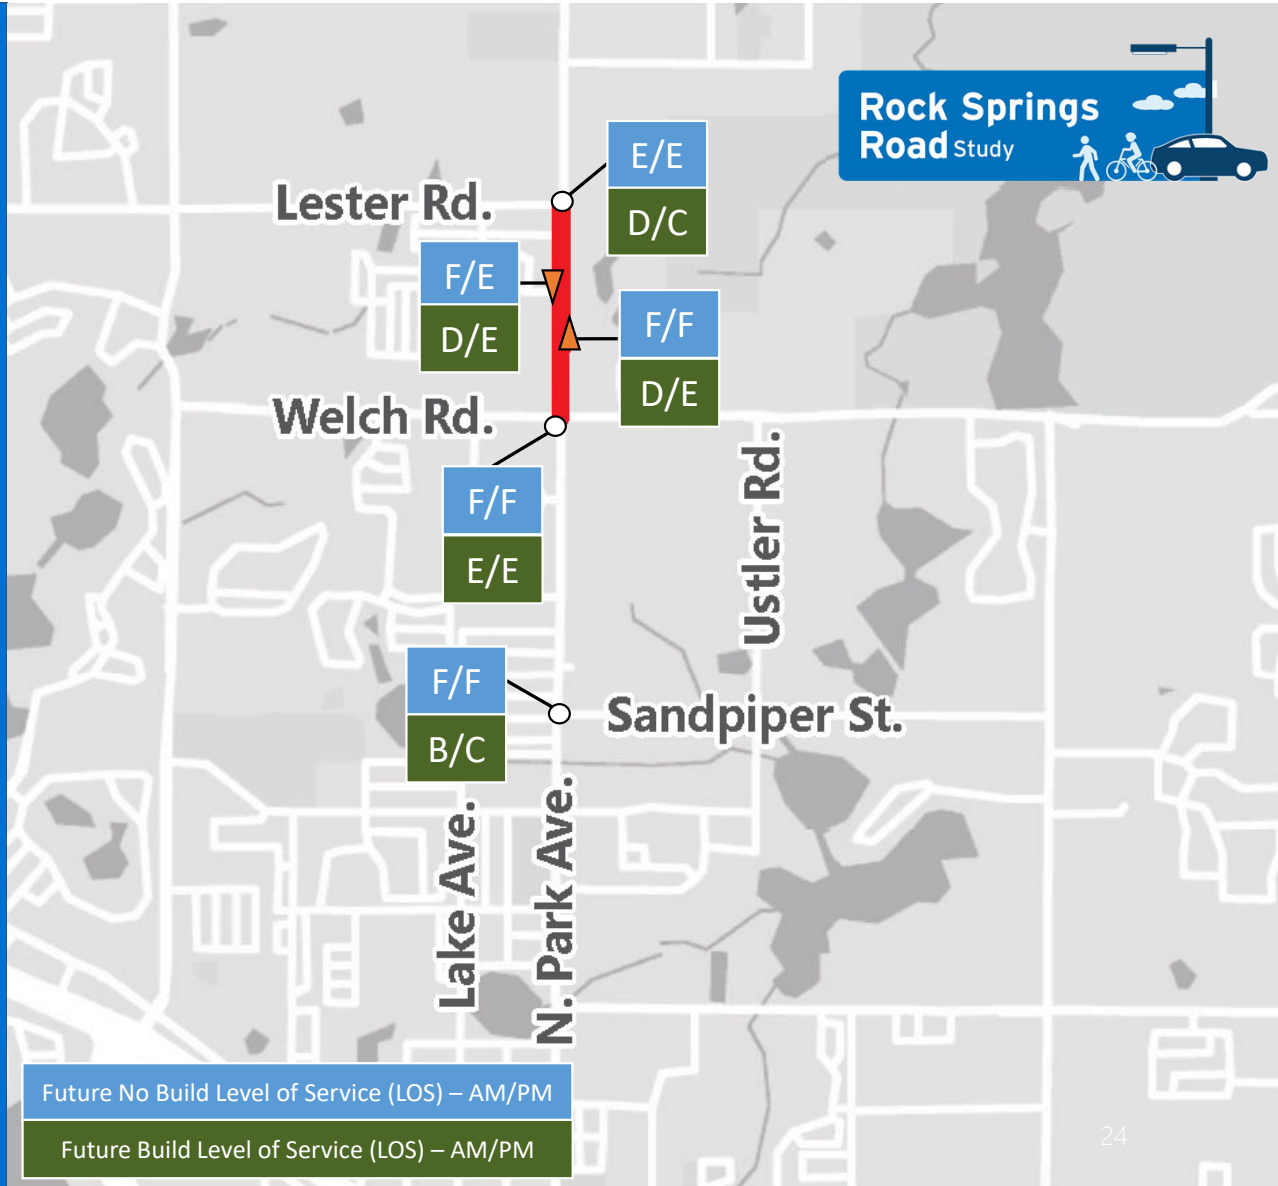 Rock Springs
Road Study
E/E
D/C
Lester Rd.
F/E
D/E
F/F
D/E
Welch Rd.
F/F
E/E
Ustler Rd.
F/F
B/C
Sandpiper St.
Lake Ave.
N. Park Ave.
Future No Build Level of Service (LOS) – AM/PM
Future Build Level of Service (LOS) – AM/PM
24